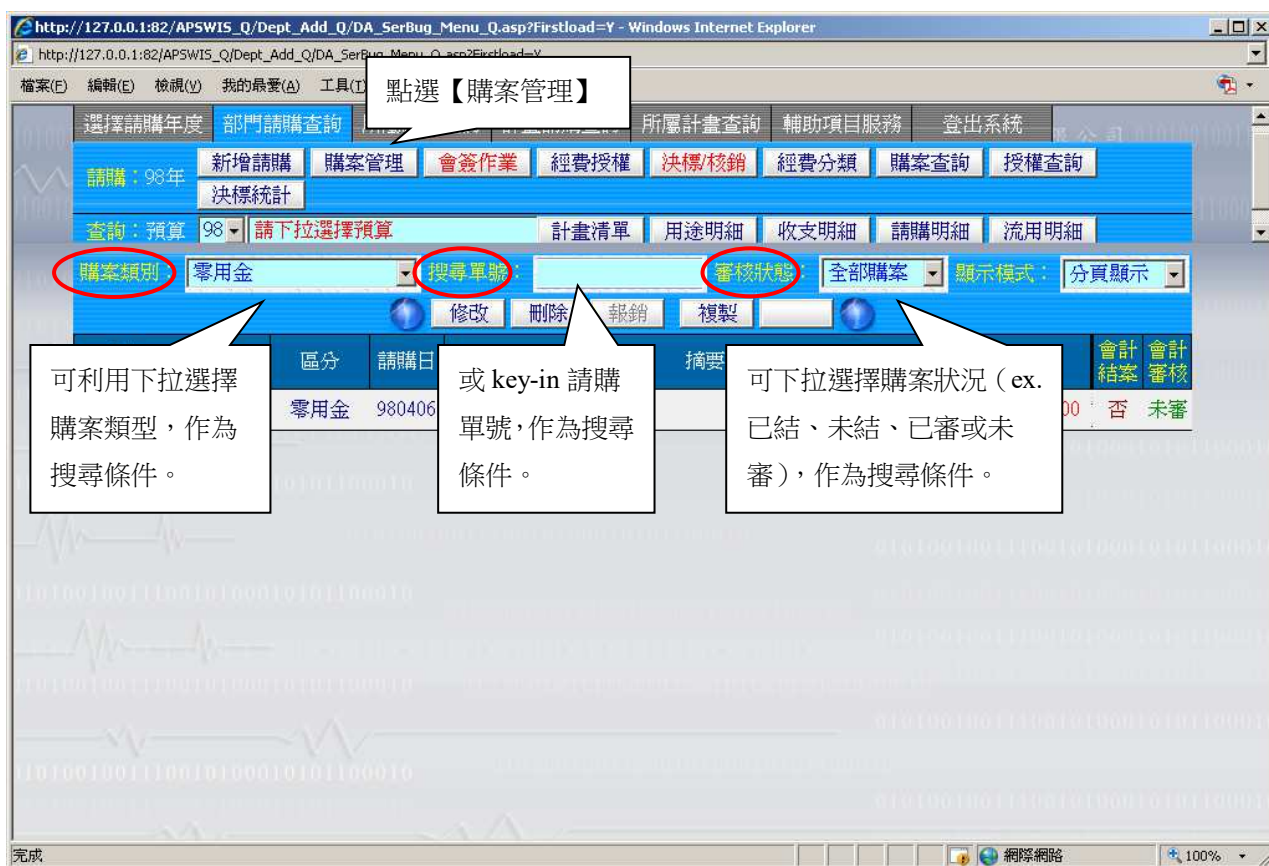 http://127.0.0.1:82/APSWIS_Q/Dept_Add_Q/DA_SerBug_Menu_Q.asp?Firstload=Y - Windows Internet Explorer
http://127.0.0.1:82/APSWIS_Q/Dept_Add_Q/DA_SerBug_Menu_Q.asp?Firstload=Y
檔案(F) 編輯(E) 檢視(V) 我的最愛(A) 工具(T)
點選【購案管理】
選擇請購年度 部門請購查詢 所屬計畫查詢 輔助項目服務 登出系統
請購：98年 新增請購 購案管理 會簽作業 經費授權 決標/核銷 經費分類 購案查詢 授權查詢
決標統計
查詢：預算 98 請下拉選擇預算 計畫清單 用途明細 收支明細 請購明細 流用明細
購案類別： 零用金 搜尋單號： 審核狀態： 全部購案 顯示模式： 分頁顯示
修改 刪除 報銷 複製
區分 請購日 摘要 會計結案 會計審核
零用金 980406 00 否 未審
可利用下拉選擇
購案類型，作為
搜尋條件。
或 key-in 請購
單號，作為搜尋
條件。
可下拉選擇購案狀況（ex.
已結、未結、已審或未
審），作為搜尋條件。
完成 網際網路 100%